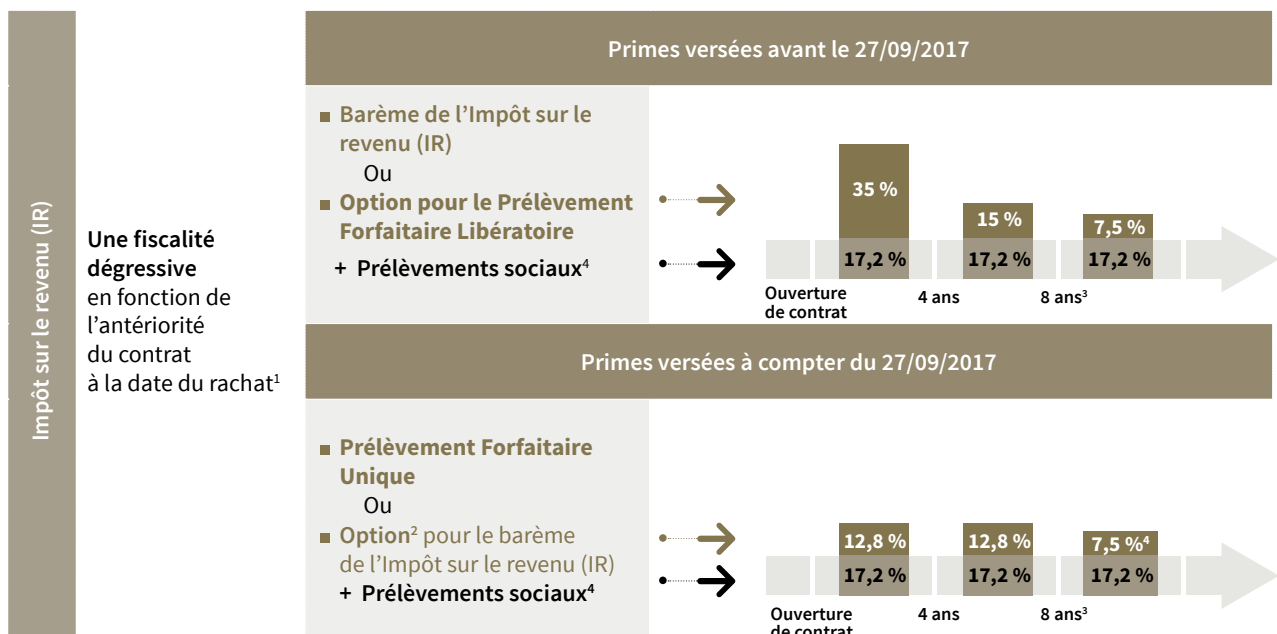 Impôt sur le revenu (IR)
Une fiscalité
dégressive
en fonction de
l’antériorité
du contrat
à la date du rachat¹
Primes versées avant le 27/09/2017
■ Barème de l’Impôt sur le
revenu (IR)
Ou
■ Option pour le Prélèvement
Forfaitaire Libératoire
+ Prélèvements sociaux⁴
35 %
15 %
7,5 %
17,2 %
17,2 %
17,2 %
Ouverture
de contrat
4 ans
8 ans³
Primes versées à compter du 27/09/2017
■ Prélèvement Forfaitaire
Unique
Ou
■ Option² pour le barème
de l’Impôt sur le revenu (IR)
+ Prélèvements sociaux⁴
12,8 %
12,8 %
7,5 %⁴
17,2 %
17,2 %
17,2 %
Ouverture
de contrat
4 ans
8 ans³